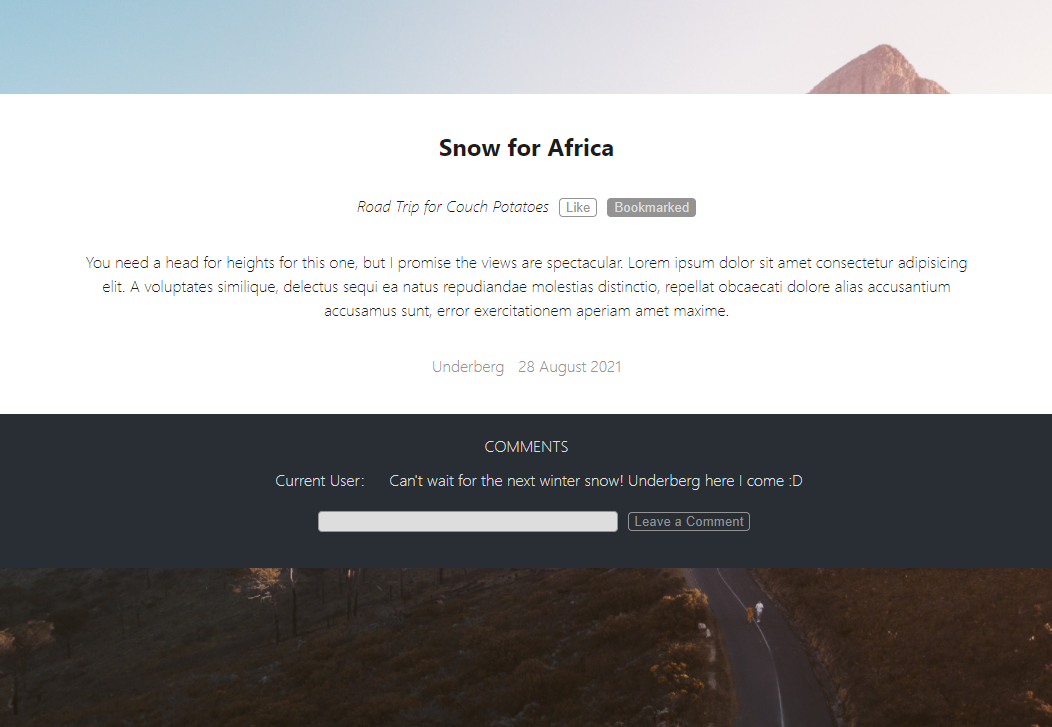 Snow for Africa
Road Trip for Couch Potatoes Like Bookmarked
You need a head for heights for this one, but I promise the views are spectacular. Lorem ipsum dolor sit amet consectetur adipisicing
elit. A voluptates similique, delectus sequi ea natus repudiandae molestias distinctio, repellat obcaecati dolore alias accusantium
accusamus sunt, error exercitationem aperiam amet maxime.
Underberg 28 August 2021
COMMENTS
Current User: Can't wait for the next winter snow! Underberg here I come :D
Leave a Comment